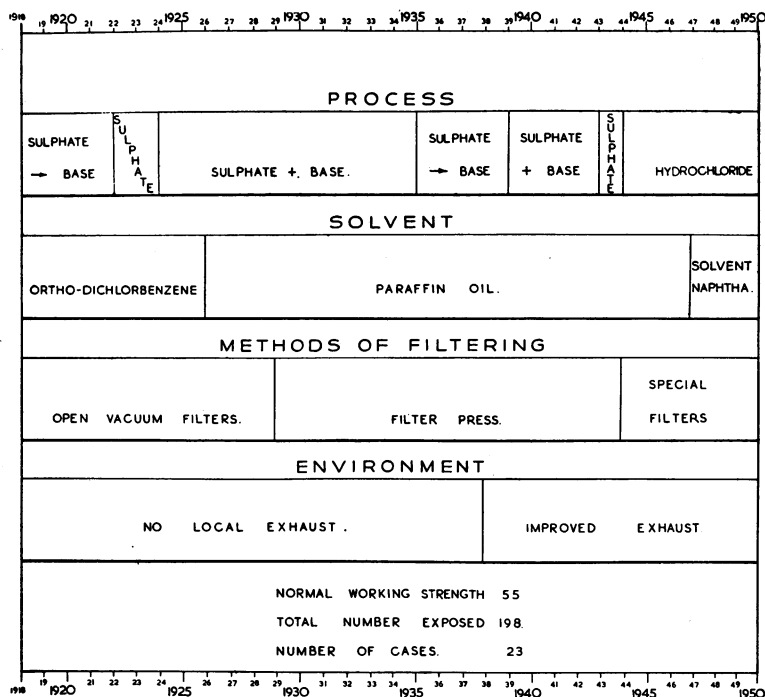 1918 19 1920 21 22 23 24 1925 26 27 28 29 1930 31 32 33 34 1935 36 37 38 39 1940 41 42 43 44 1945 46 47 48 49 1950
PROCESS
SULPHATE → BASE
SULPHATE
SULPHATE +. BASE.
SULPHATE → BASE
SULPHATE + BASE
SULPHATE
HYDROCHLORIDE
SOLVENT
ORTHO-DICHLORBENZENE
PARAFFIN OIL.
SOLVENT NAPHTHA.
METHODS OF FILTERING
OPEN VACUUM FILTERS.
FILTER PRESS.
SPECIAL FILTERS
ENVIRONMENT
NO LOCAL EXHAUST .
IMPROVED EXHAUST
NORMAL WORKING STRENGTH 55
TOTAL NUMBER EXPOSED 198.
NUMBER OF CASES. 23
1918 19 1920 21 22 23 24 1925 26 27 28 29 1930 31 32 33 34 1935 36 37 38 39 1940 41 42 43 44 1945 46 47 48 49 1950